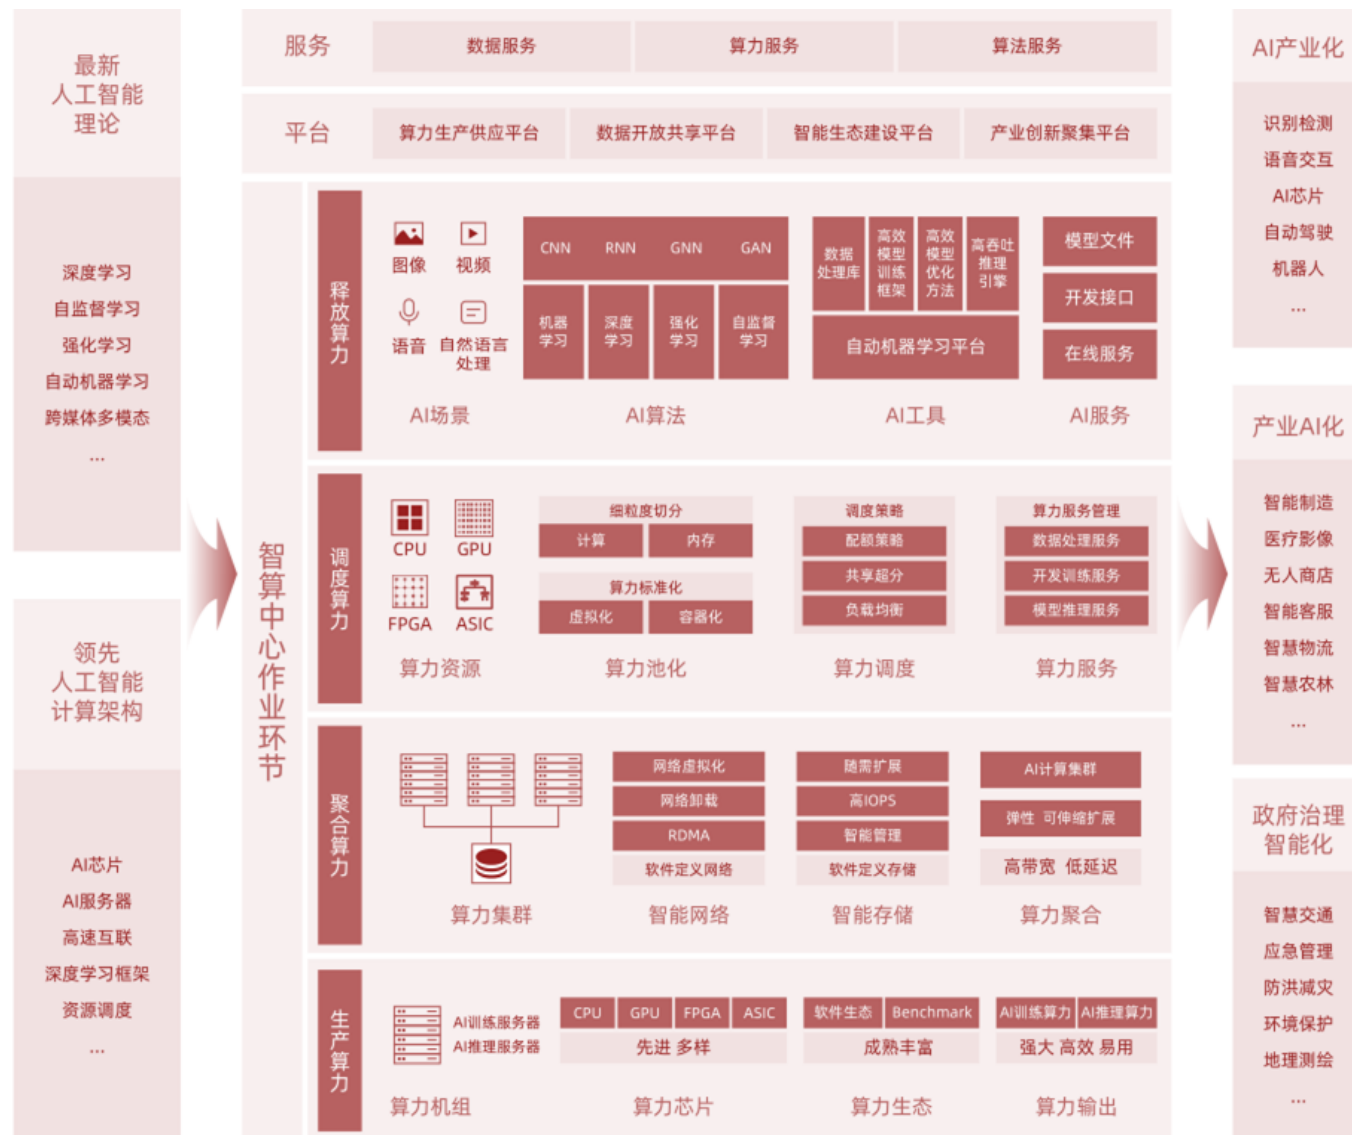 最新
人工智能
理论
深度学习
自监督学习
强化学习
自动机器学习
跨媒体多模态
...
领先
人工智能
计算架构
AI芯片
AI服务器
高速互联
深度学习框架
资源调度
...
服务
数据服务
算力服务
算法服务
平台
算力生产供应平台
数据开放共享平台
智能生态建设平台
产业创新聚集平台
智算中心作业环节
释放算力
图像
视频
语音
自然语言
处理
AI场景
CNN
RNN
GNN
GAN
机器
学习
深度
学习
强化
学习
自监督
学习
AI算法
数据
处理库
高效
模型
训练
框架
高效
模型
优化
方法
高吞吐
推理
引擎
自动机器学习平台
AI工具
模型文件
开发接口
在线服务
AI服务
调度算力
CPU
GPU
FPGA
ASIC
算力资源
细粒度切分
计算
内存
算力标准化
虚拟化
容器化
算力池化
调度策略
配额策略
共享超分
负载均衡
算力调度
算力服务管理
数据处理服务
开发训练服务
模型推理服务
算力服务
聚合算力
算力集群
网络虚拟化
网络卸载
RDMA
软件定义网络
智能网络
随需扩展
高IOPS
智能管理
软件定义存储
智能存储
AI计算集群
弹性 可伸缩扩展
高带宽 低延迟
算力聚合
生产算力
AI训练服务器
AI推理服务器
算力机组
CPU
GPU
FPGA
ASIC
先进 多样
算力芯片
软件生态
Benchmark
成熟丰富
算力生态
AI训练算力
AI推理算力
强大 高效 易用
算力输出
AI产业化
识别检测
语音交互
AI芯片
自动驾驶
机器人
...
产业AI化
智能制造
医疗影像
无人商店
智能客服
智慧物流
智慧农林
...
政府治理
智能化
智慧交通
应急管理
防洪减灾
环境保护
地理测绘
...